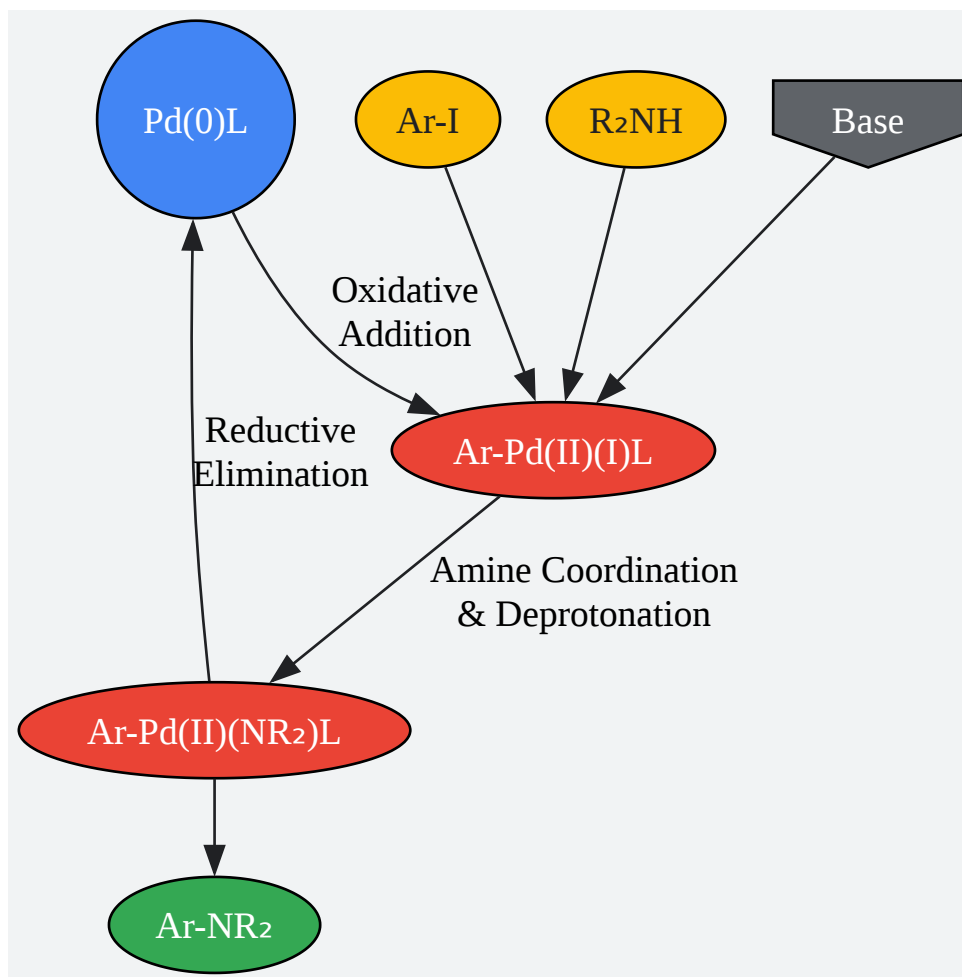 Pd(0)L
Ar-I
R₂NH
Base
Oxidative
Addition
Reductive
Elimination
Ar-Pd(II)(I)L
Amine Coordination
& Deprotonation
Ar-Pd(II)(NR₂)L
Ar-NR₂